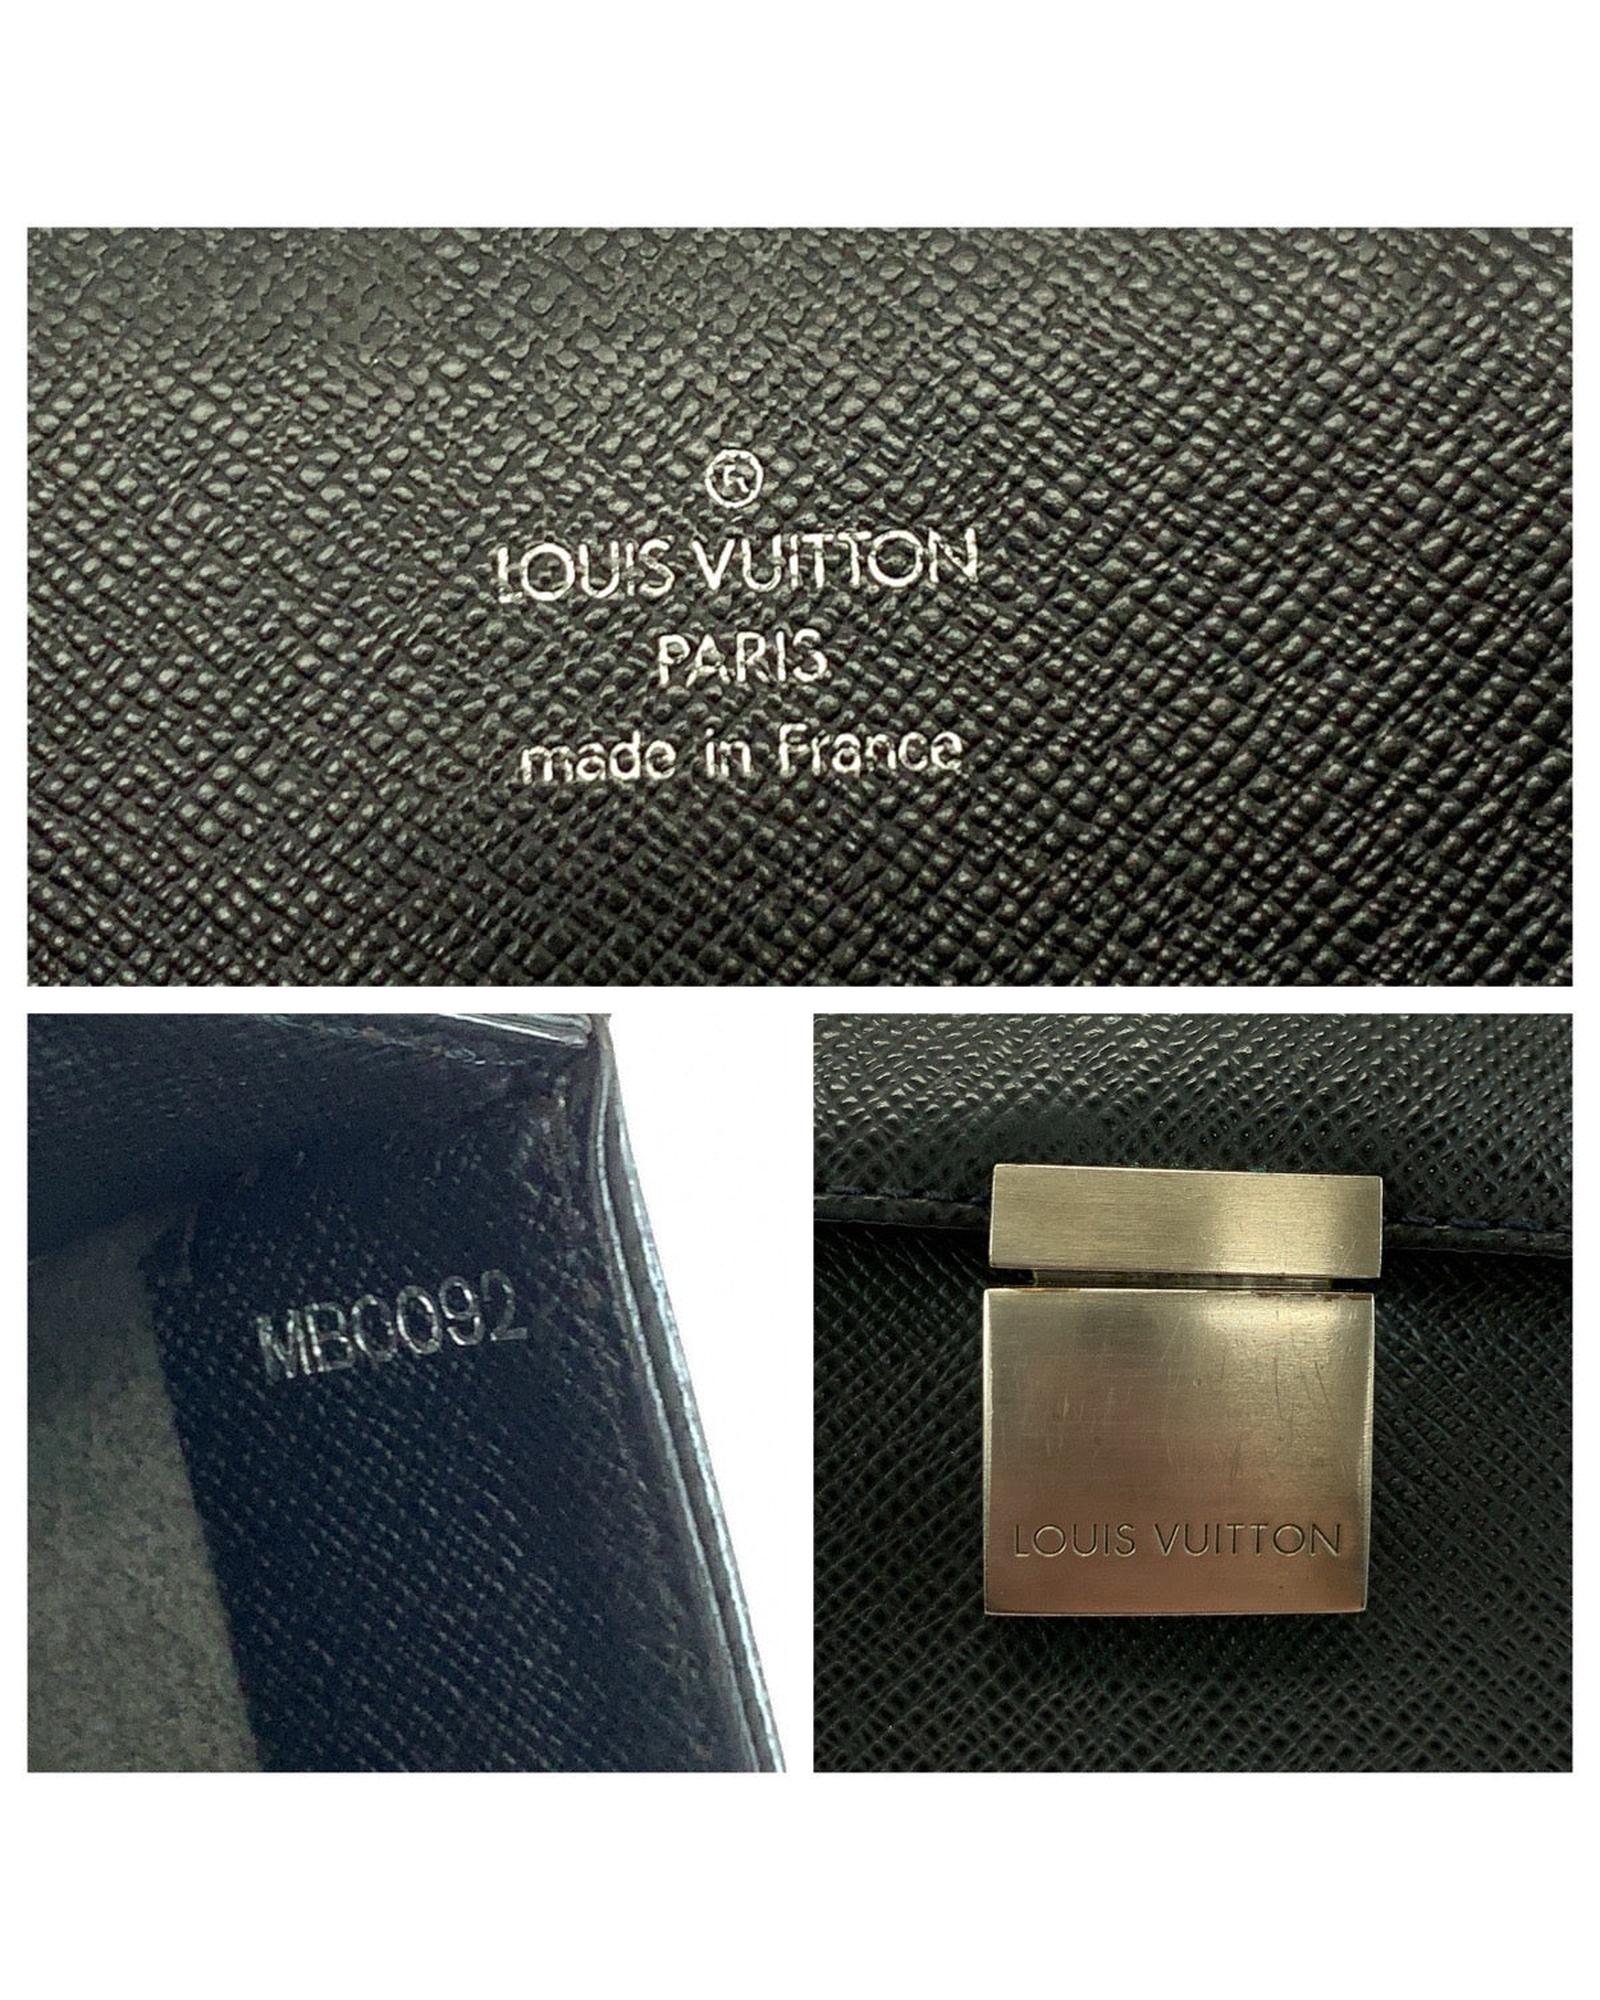 ®
LOUIS VUITTON
PARIS
made in France
MB0092
LOUIS VUITTON